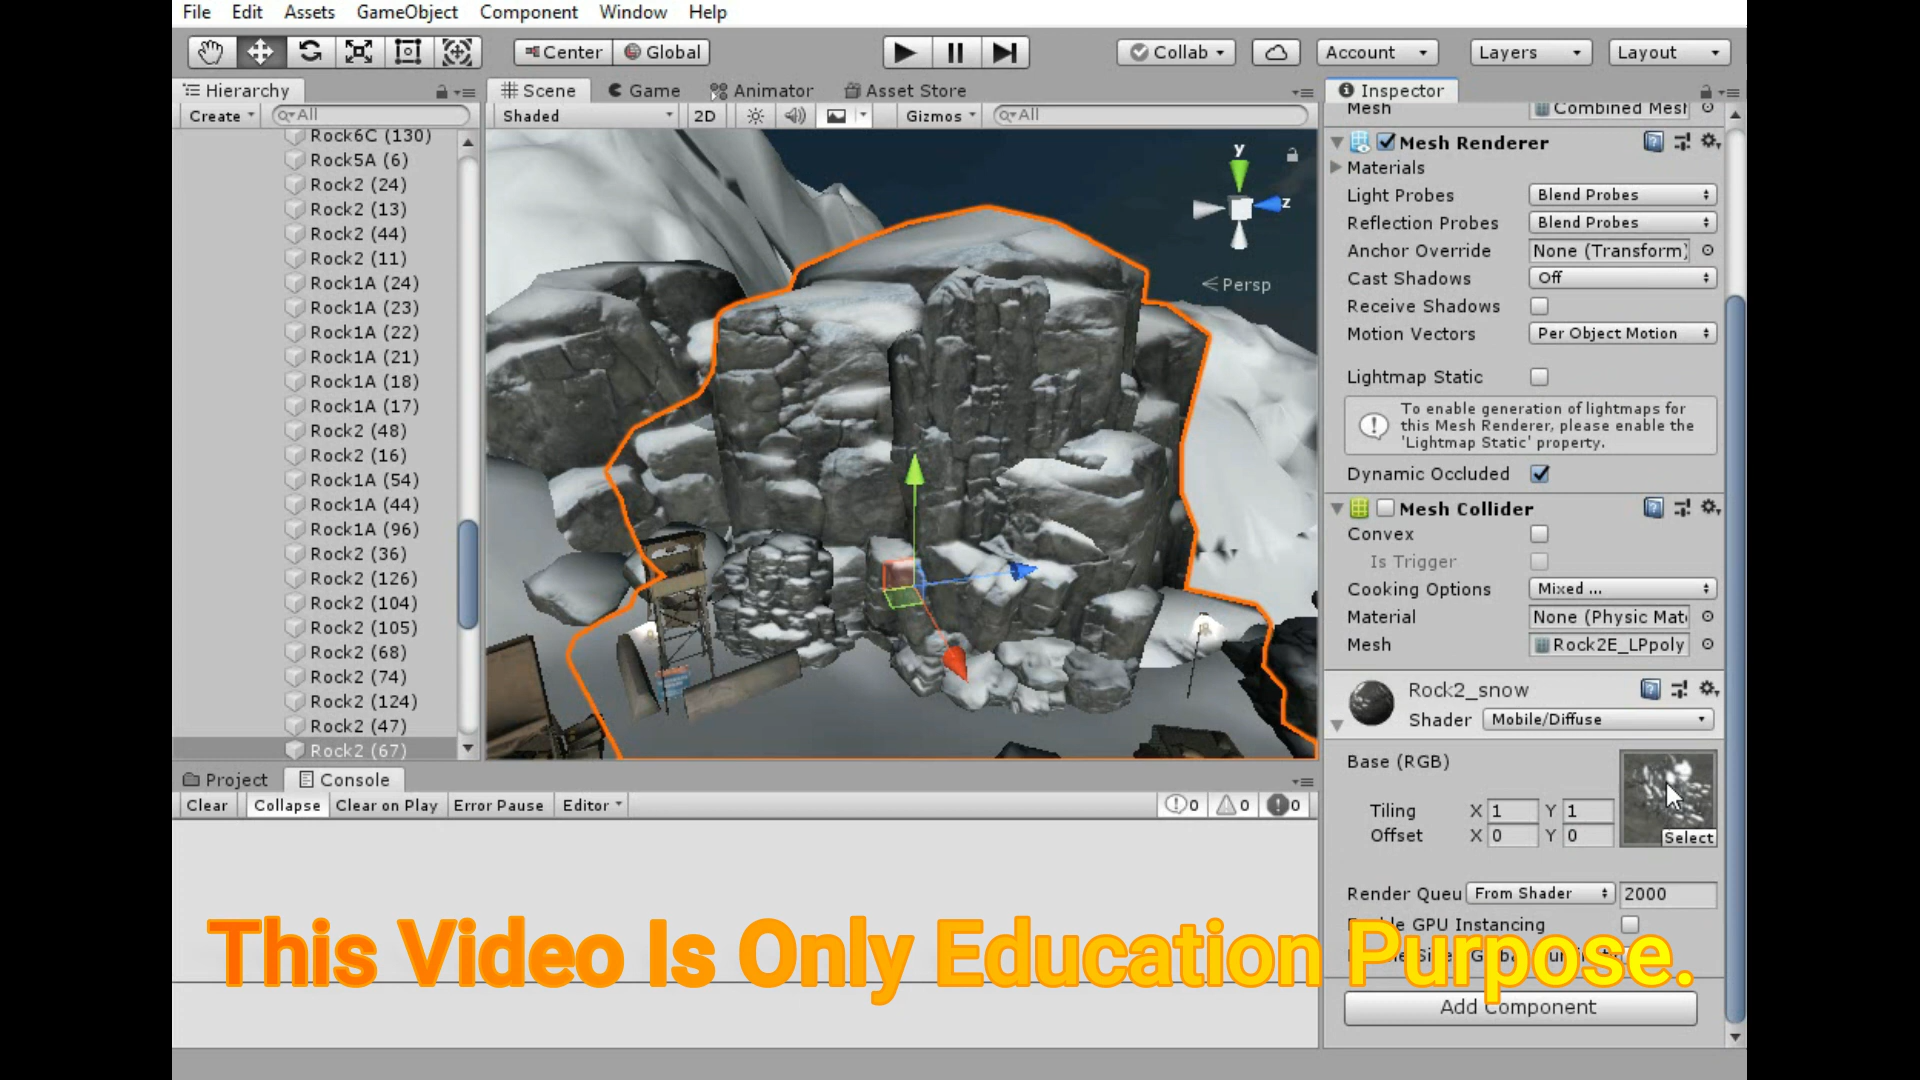 File Edit Assets GameObject Component Window Help
Center Global
Collab Account Layers Layout
Hierarchy
Create All
Rock6C (130)
Rock5A (6)
Rock2 (24)
Rock2 (13)
Rock2 (44)
Rock2 (11)
Rock1A (24)
Rock1A (23)
Rock1A (22)
Rock1A (21)
Rock1A (18)
Rock1A (17)
Rock2 (48)
Rock2 (16)
Rock1A (54)
Rock1A (44)
Rock1A (96)
Rock2 (36)
Rock2 (126)
Rock2 (104)
Rock2 (105)
Rock2 (68)
Rock2 (74)
Rock2 (124)
Rock2 (47)
Rock2 (67)
Scene Game Animator Asset Store
Shaded 2D Gizmos All
y
z
Persp
Project Console
Clear Collapse Clear on Play Error Pause Editor 0 0 0
Inspector
Mesh Combined Mesl
Mesh Renderer
Materials
Light Probes Blend Probes
Reflection Probes Blend Probes
Anchor Override None (Transform)
Cast Shadows Off
Receive Shadows
Motion Vectors Per Object Motion
Lightmap Static
To enable generation of lightmaps for
this Mesh Renderer, please enable the
'Lightmap Static' property.
Dynamic Occluded
Mesh Collider
Convex
Is Trigger
Cooking Options Mixed ...
Material None (Physic Mat
Mesh Rock2E_LPpoly
Rock2_snow
Shader Mobile/Diffuse
Base (RGB)
Tiling X 1 Y 1
Offset X 0 Y 0
Select
Render Queu From Shader 2000
GPU Instancing
This Video Is Only Education Purpose.
Add Component